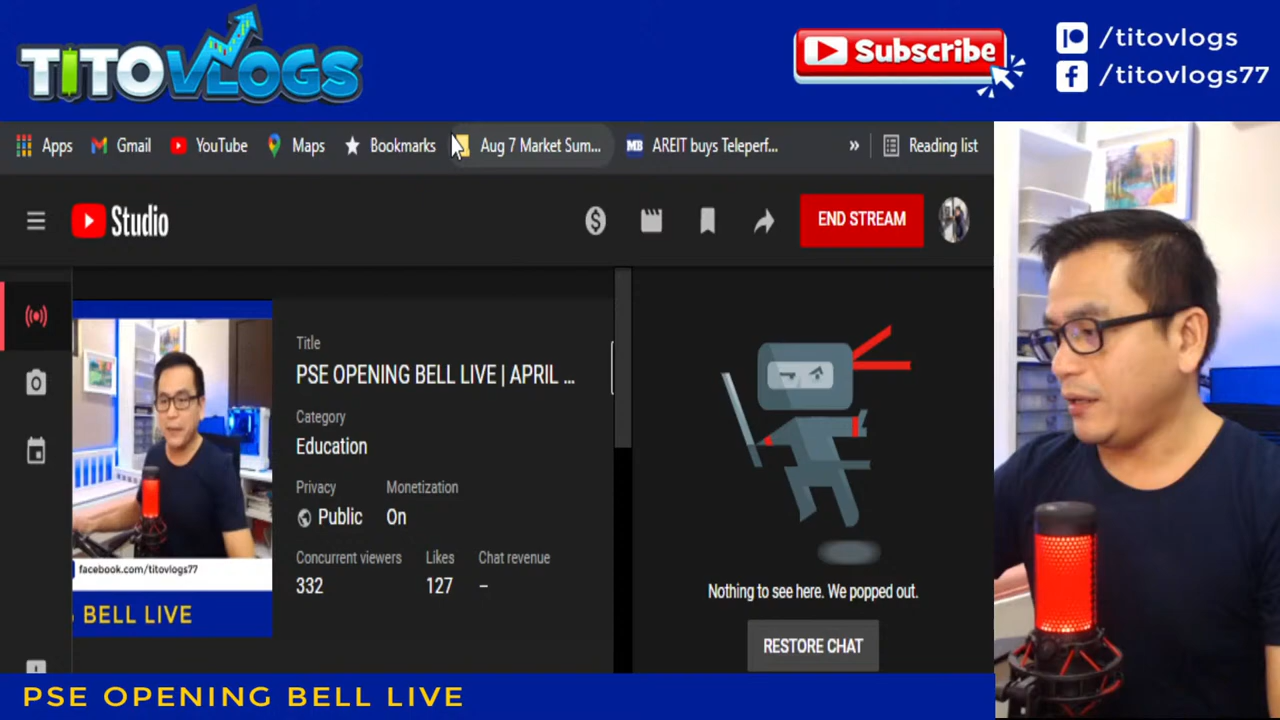 TITOVLOGS
Subscribe
/titovlogs
/titovlogs77
Apps Gmail YouTube Maps Bookmarks Aug 7 Market Sum... MB AREIT buys Teleperf... » Reading list
Studio
END STREAM
Title
PSE OPENING BELL LIVE | APRIL ...
Category
Education
Privacy Monetization
Public On
Concurrent viewers Likes Chat revenue
332 127 –
facebook.com/titovlogs77
BELL LIVE
Nothing to see here. We popped out.
RESTORE CHAT
PSE OPENING BELL LIVE